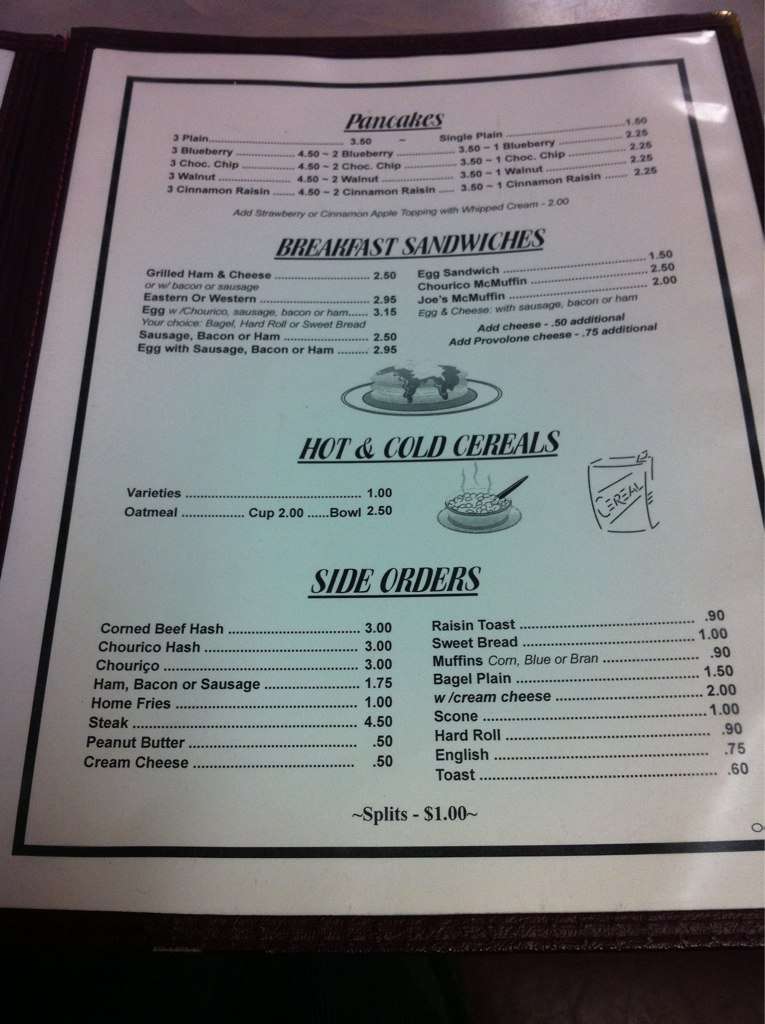 Pancakes
3 Plain.............................. 3.50 ~ Single Plain .............................. 1.50
3 Blueberry ................ 4.50 ~ 2 Blueberry ................ 3.50 ~ 1 Blueberry ................ 2.25
3 Choc. Chip ............... 4.50 ~ 2 Choc. Chip ............... 3.50 ~ 1 Choc. Chip ............... 2.25
3 Walnut .................... 4.50 ~ 2 Walnut .................... 3.50 ~ 1 Walnut .................... 2.25
3 Cinnamon Raisin ....... 4.50 ~ 2 Cinnamon Raisin ..... 3.50 ~ 1 Cinnamon Raisin ....... 2.25
Add Strawberry or Cinnamon Apple Topping with Whipped Cream - 2.00
BREAKFAST SANDWICHES
Grilled Ham & Cheese .......................... 2.50
or w/ bacon or sausage
Eastern Or Western .............................. 2.95
Egg w /Chourico, sausage, bacon or ham...... 3.15
Your choice: Bagel, Hard Roll or Sweet Bread
Sausage, Bacon or Ham ........................ 2.50
Egg with Sausage, Bacon or Ham ......... 2.95
Egg Sandwich ........................................ 1.50
Chourico McMuffin ................................. 2.50
Joe's McMuffin ....................................... 2.00
Egg & Cheese: with sausage, bacon or ham
Add cheese - .50 additional
Add Provolone cheese - .75 additional
HOT & COLD CEREALS
Varieties .................................................. 1.00
Oatmeal .................. Cup 2.00 ......Bowl 2.50
CEREAL
SIDE ORDERS
Corned Beef Hash ................................ 3.00
Chourico Hash ...................................... 3.00
Chouriço ................................................ 3.00
Ham, Bacon or Sausage ....................... 1.75
Home Fries ............................................ 1.00
Steak ...................................................... 4.50
Peanut Butter ........................................ .50
Cream Cheese ...................................... .50
Raisin Toast .......................................... .90
Sweet Bread .......................................... 1.00
Muffins Corn, Blue or Bran ....................... .90
Bagel Plain ............................................ 1.50
w /cream cheese .................................... 2.00
Scone ..................................................... 1.00
Hard Roll ................................................ .90
English ................................................... .75
Toast ....................................................... .60
~Splits - $1.00~